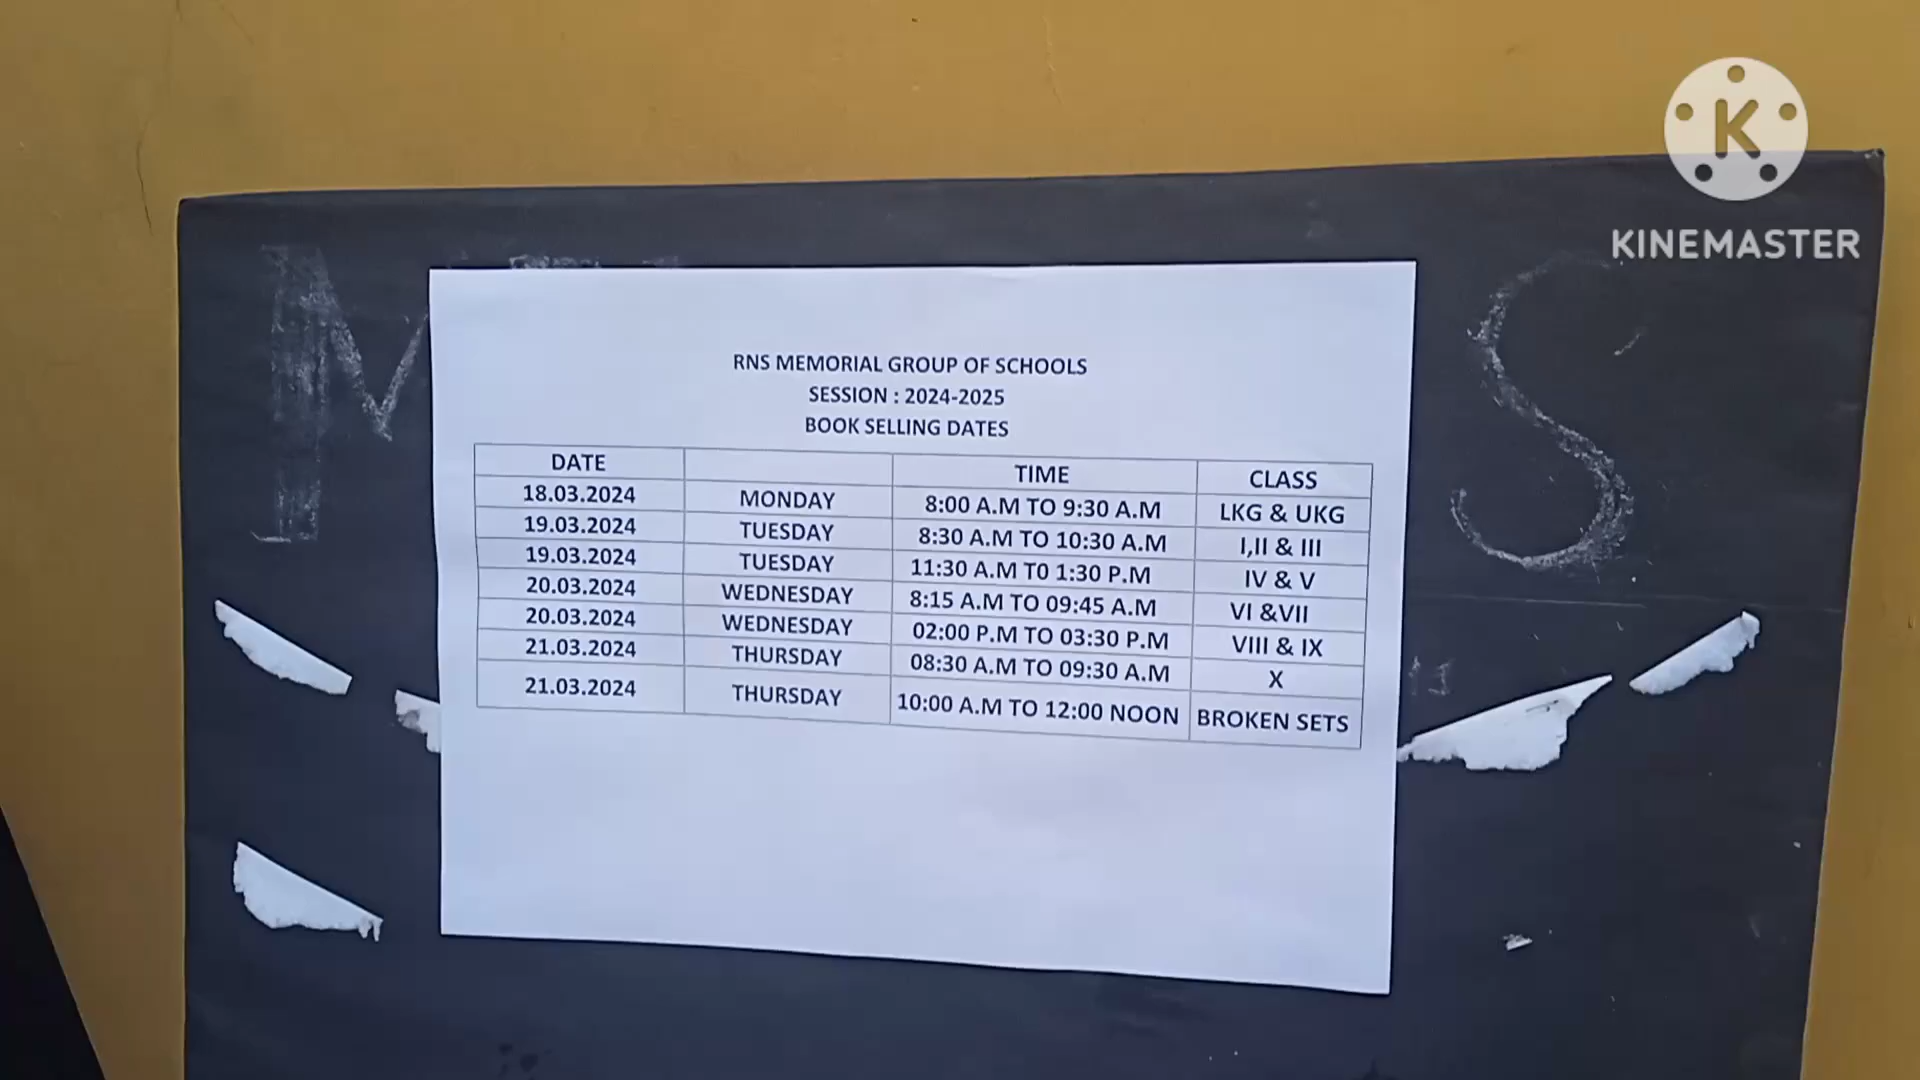 K
KINEMASTER
M S
RNS MEMORIAL GROUP OF SCHOOLS
SESSION : 2024-2025
BOOK SELLING DATES
DATE TIME CLASS
18.03.2024 MONDAY 8:00 A.M TO 9:30 A.M LKG & UKG
19.03.2024 TUESDAY 8:30 A.M TO 10:30 A.M I,II & III
19.03.2024 TUESDAY 11:30 A.M T0 1:30 P.M IV & V
20.03.2024 WEDNESDAY 8:15 A.M TO 09:45 A.M VI &VII
20.03.2024 WEDNESDAY 02:00 P.M TO 03:30 P.M VIII & IX
21.03.2024 THURSDAY 08:30 A.M TO 09:30 A.M X
21.03.2024 THURSDAY 10:00 A.M TO 12:00 NOON BROKEN SETS